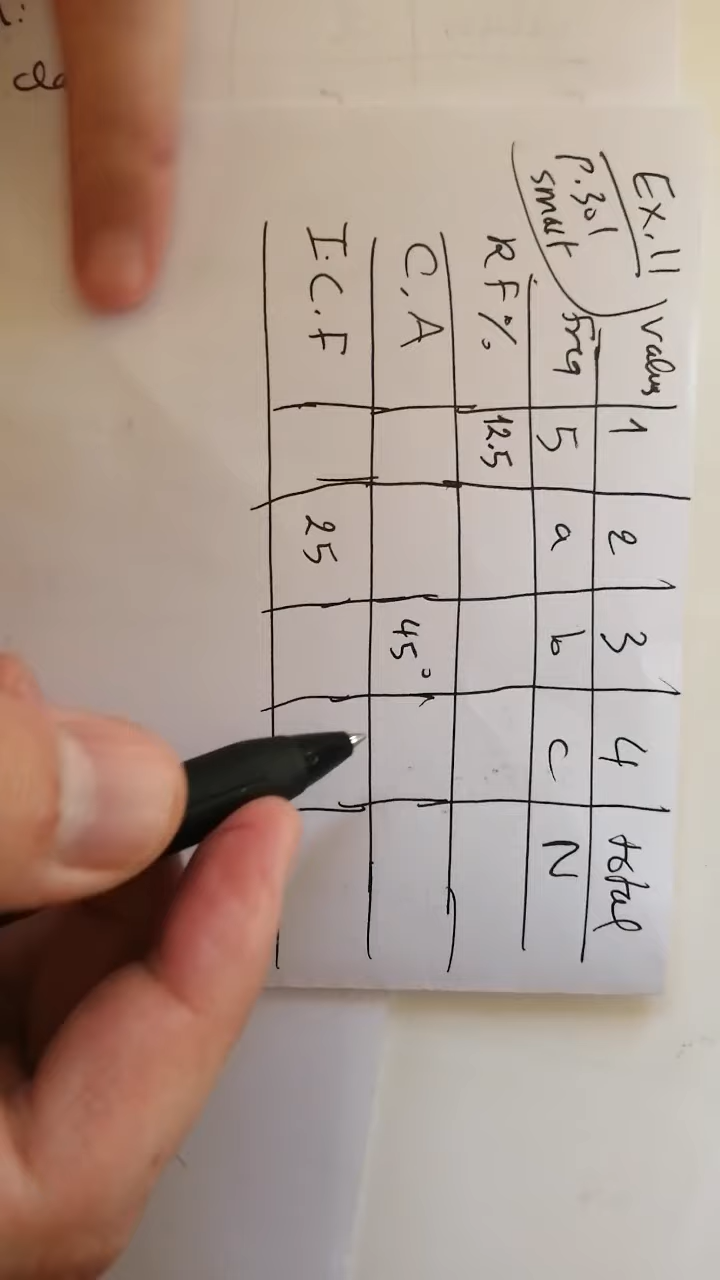 Ex.11
P.301
smart
value 1 2 3 4 total
freq 5 a b c N
RF% 12.5
C.A 45°
I.C.F 25